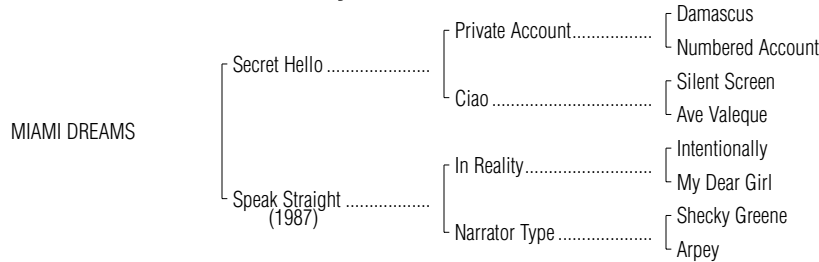 Damascus
Private Account..................
Numbered Account
Secret Hello .......................
Silent Screen
Ciao ....................................
Ave Valeque
MIAMI DREAMS
Intentionally
In Reality.............................
My Dear Girl
Speak Straight ...................
(1987)
Shecky Greene
Narrator Type .....................
Arpey